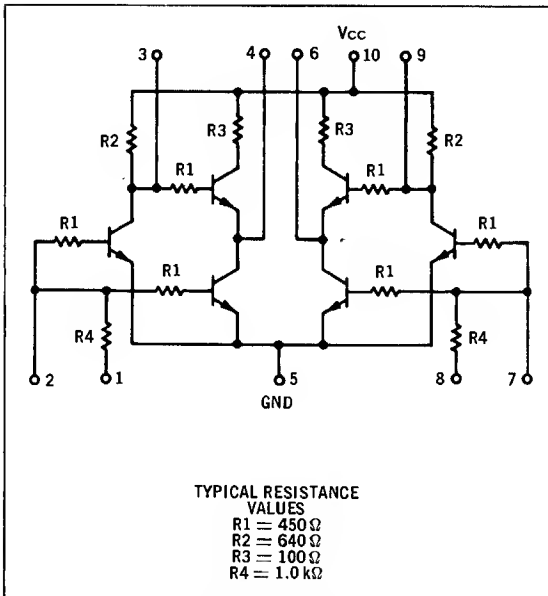 Vcc
3 4 6 10 9
R2 R3 R3 R2
R1 R1
R1 R1
R1 R1
R4 R4
2 1 5 8 7
GND
TYPICAL RESISTANCE
VALUES
R1 = 450 Ω
R2 = 640 Ω
R3 = 100 Ω
R4 = 1.0 kΩ